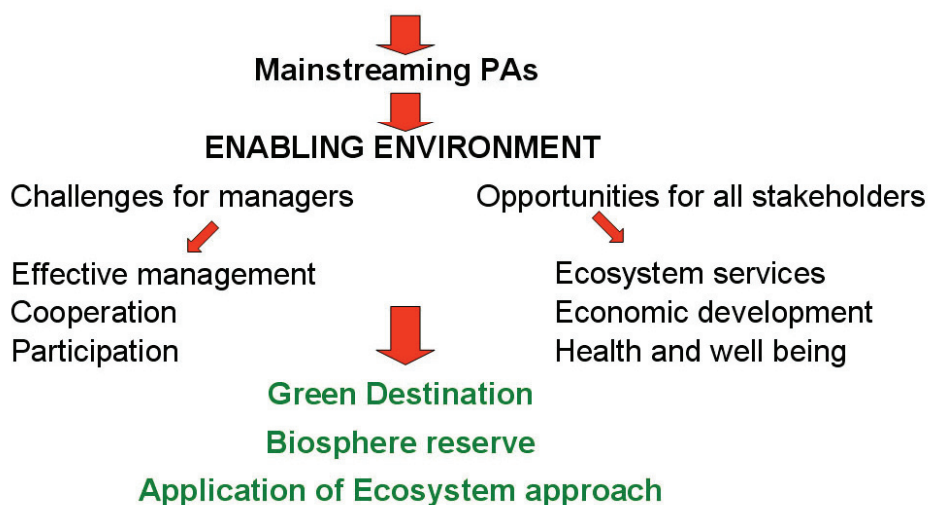 Mainstreaming PAs
ENABLING ENVIRONMENT
Challenges for managers
Opportunities for all stakeholders
Effective management
Cooperation
Participation
Ecosystem services
Economic development
Health and well being
Green Destination
Biosphere reserve
Application of Ecosystem approach